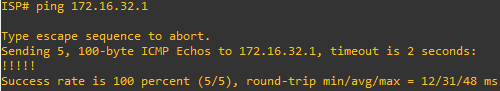 ISP# ping 172.16.32.1
Type escape sequence to abort.
Sending 5, 100-byte ICMP Echos to 172.16.32.1, timeout is 2 seconds:
!!!!!
Success rate is 100 percent (5/5), round-trip min/avg/max = 12/31/48 ms